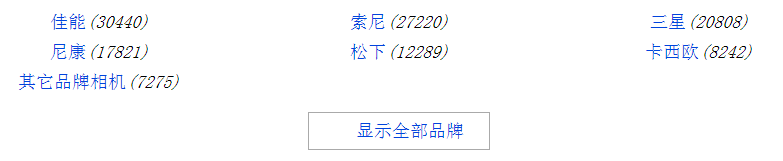 佳能(30440) 索尼(27220) 三星(20808)
尼康(17821) 松下(12289) 卡西欧(8242)
其它品牌相机(7275)
显示全部品牌